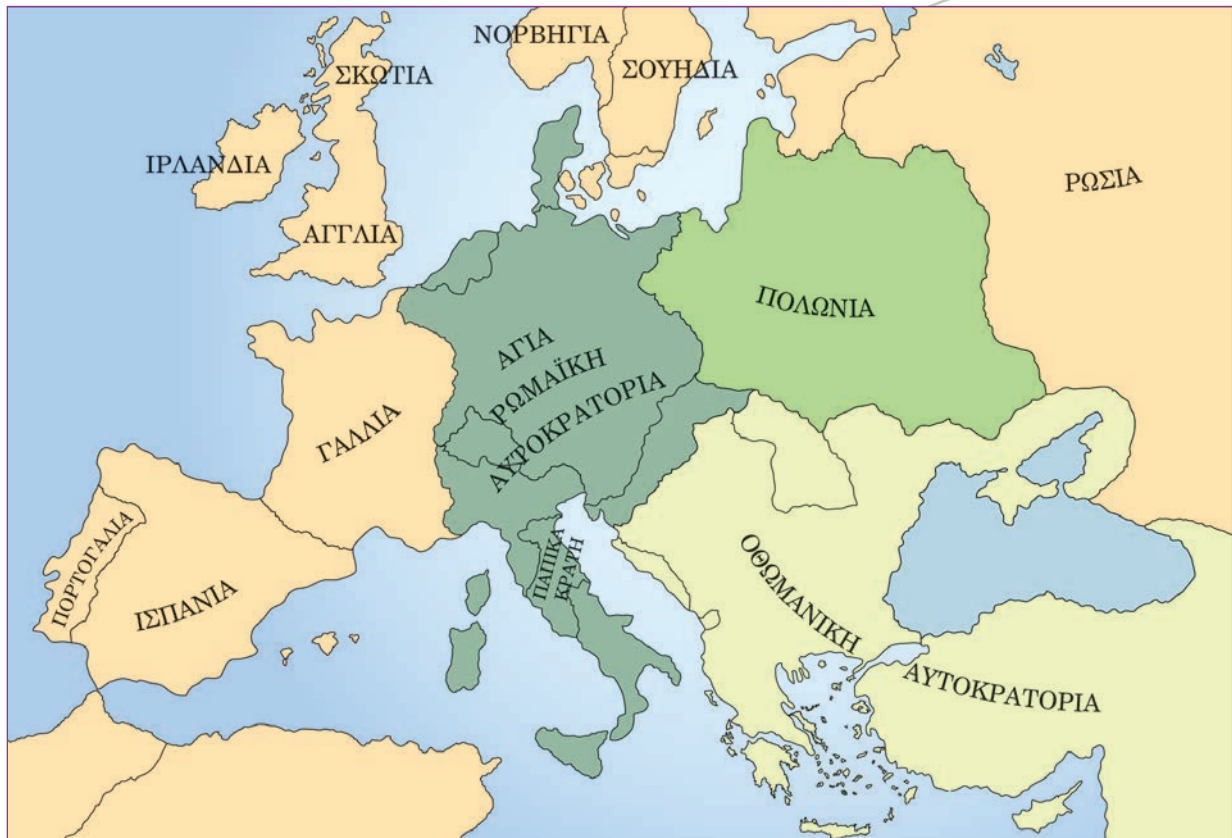 ΝΟΡΒΗΓΙΑ
ΣΟΥΗΔΙΑ
ΣΚΩΤΙΑ
ΙΡΛΑΝΔΙΑ
ΑΓΓΛΙΑ
ΡΩΣΙΑ
ΠΟΛΩΝΙΑ
ΑΓΙΑ
ΡΩΜΑΪΚΗ
ΑΥΤΟΚΡΑΤΟΡΙΑ
ΓΑΛΛΙΑ
ΠΑΠΙΚΑ
ΚΡΑΤΗ
ΠΟΡΤΟΓΑΛΙΑ
ΙΣΠΑΝΙΑ
ΟΘΩΜΑΝΙΚΗ
ΑΥΤΟΚΡΑΤΟΡΙΑ